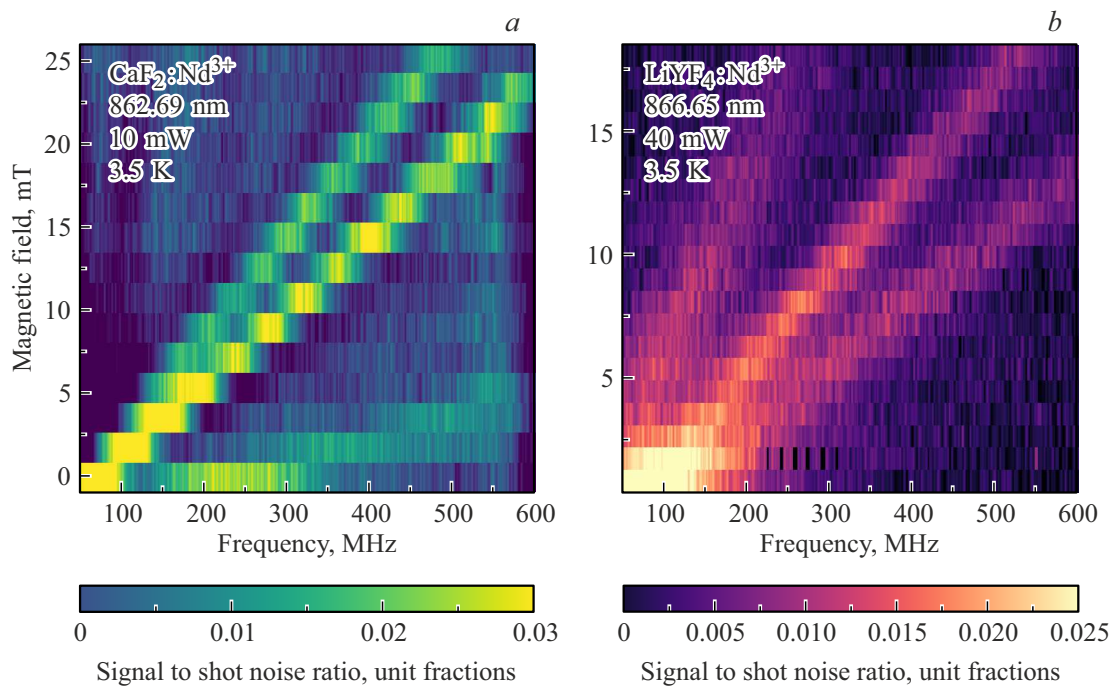 a
CaF2:Nd3+
862.69 nm
10 mW
3.5 K
Magnetic field, mT
25
20
15
10
5
0
100 200 300 400 500 600
Frequency, MHz
0 0.01 0.02 0.03
Signal to shot noise ratio, unit fractions
b
LiYF4:Nd3+
866.65 nm
40 mW
3.5 K
15
10
5
100 200 300 400 500 600
Frequency, MHz
0 0.005 0.010 0.015 0.020 0.025
Signal to shot noise ratio, unit fractions